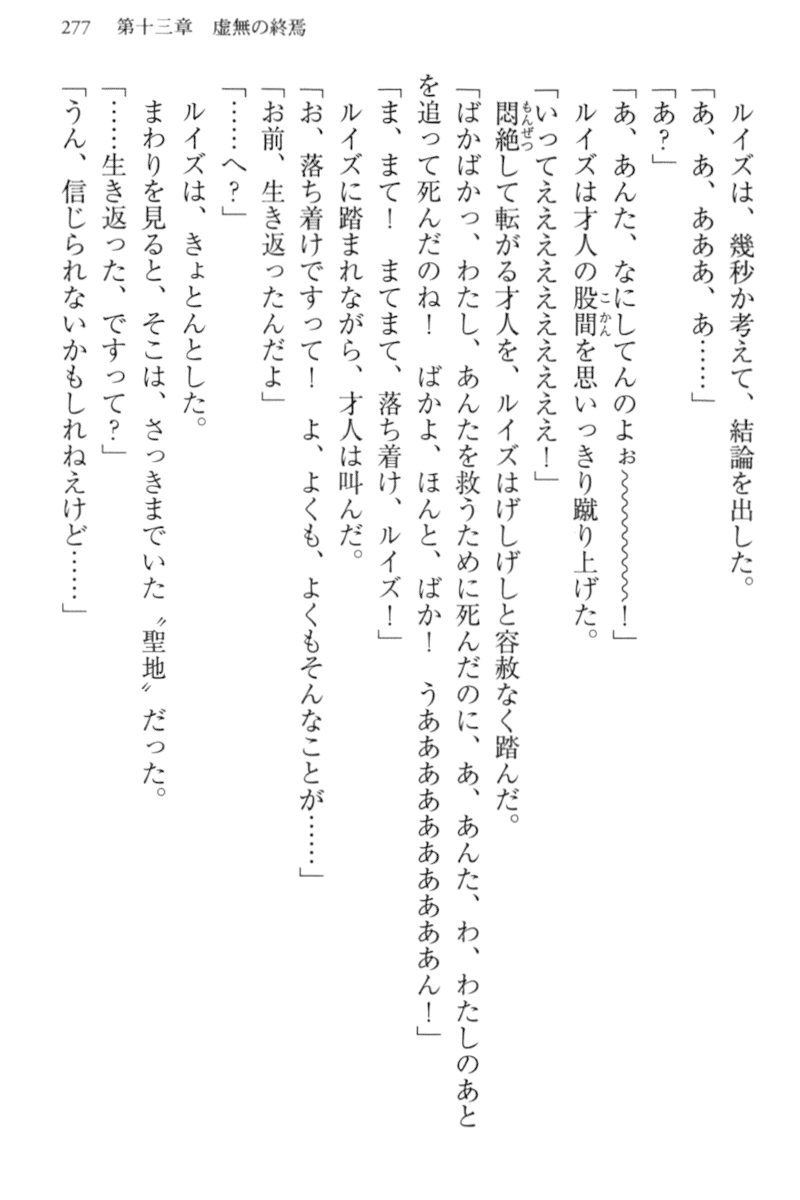 277　第十三章　虚無の終焉
　ルイズは、幾秒か考えて、結論を出した。
「あ、あ、あああ、あ……」
「あ？」
「あ、あんた、なにしてんのよぉ～～～～～～～～！」
　ルイズは才人の股間を思いっきり蹴り上げた。
「いってえええええええええ！」
　悶絶して転がる才人を、ルイズはげしげしと容赦なく踏んだ。
「ばかばかっ、わたし、あんたを救うために死んだのに、あ、あんた、わ、わたしのあと
を追って死んだのね！　ばかよ、ほんと、ばか！　うああああああああああん！」
「ま、まて！　まてまて、落ち着け、ルイズ！」
　ルイズに踏まれながら、才人は叫んだ。
「お、落ち着けですって！　よ、よくも、よくもそんなことが……」
「お前、生き返ったんだよ」
「……へ？」
　ルイズは、きょとんとした。
　まわりを見ると、そこは、さっきまでいた〝聖地〟だった。
「……生き返った、ですって？」
「うん、信じられないかもしれねえけど……」